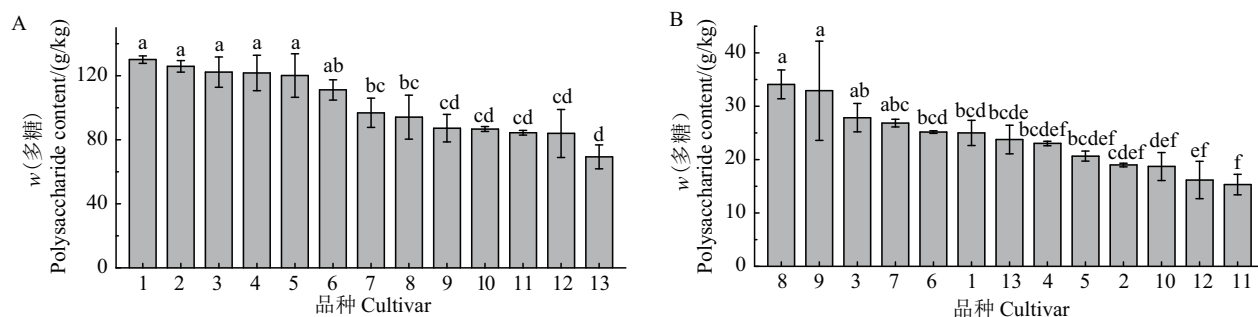 A
w(多糖)
Polysaccharide content/(g/kg)
120
80
40
0
a a a a a ab bc bc cd cd cd cd d
1 2 3 4 5 6 7 8 9 10 11 12 13
品种 Cultivar
B
w(多糖)
Polysaccharide content/(g/kg)
40
30
20
10
0
a a ab abc bcd bcd bcde bcdef bcdef cdef def ef f
8 9 3 7 6 1 13 4 5 2 10 12 11
品种 Cultivar